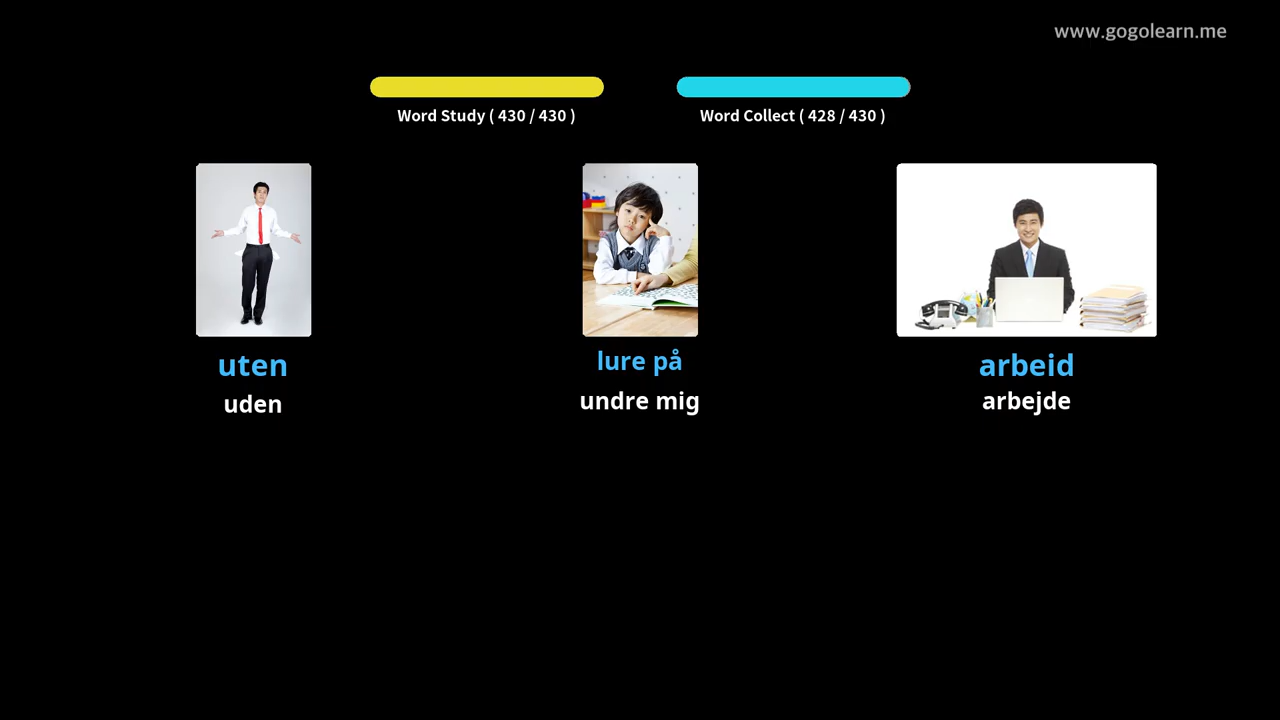 www.gogolearn.me
Word Study ( 430 / 430 )
Word Collect ( 428 / 430 )
uten
uden
lure på
undre mig
arbeid
arbejde